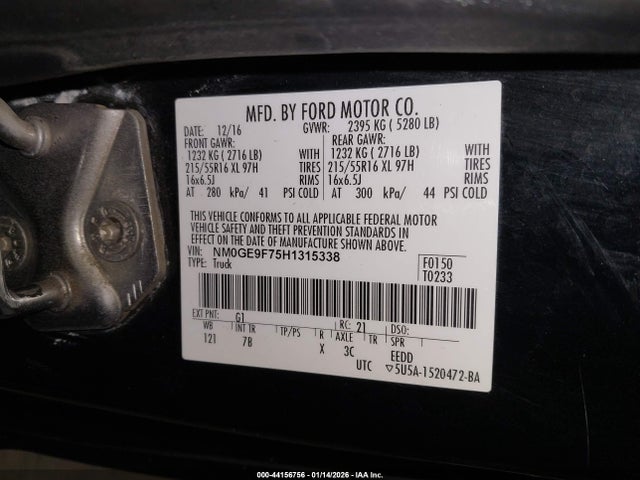 MFD. BY FORD MOTOR CO.
DATE: 12/16 GVWR: 2395 KG ( 5280 LB)
FRONT GAWR: REAR GAWR:
1232 KG ( 2716 LB) WITH 1232 KG ( 2716 LB) WITH
215/55R16 XL 97H TIRES 215/55R16 XL 97H TIRES
16x6.5J RIMS 16x6.5J RIMS
AT 280 kPa/ 41 PSI COLD AT 300 kPa/ 44 PSI COLD
THIS VEHICLE CONFORMS TO ALL APPLICABLE FEDERAL MOTOR
VEHICLE SAFETY AND THEFT PREVENTION STANDARDS IN
EFFECT ON THE DATE OF MANUFACTURE SHOWN ABOVE.
VIN: NM0GE9F75H1315338 F0150
TYPE: Truck T0233
EXT PNT: G1 RC: 21 DSO:
WB INT TR TP/PS R AXLE TR SPR
121 7B X 3C EEDD
UTC ▽5U5A-1520472-BA
000-44156756 - 01/14/2026 - IAA Inc.